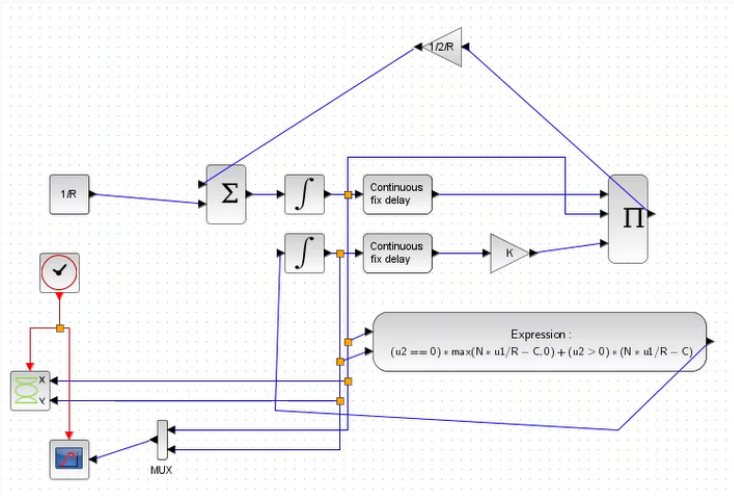 1/2/R
1/R
Σ
∫
Continuous
fix delay
Π
∫
Continuous
fix delay
K
Expression :
(u2 == 0) * max(N * u1/R − C, 0) + (u2 > 0) * (N * u1/R − C)
X
Y
MUX